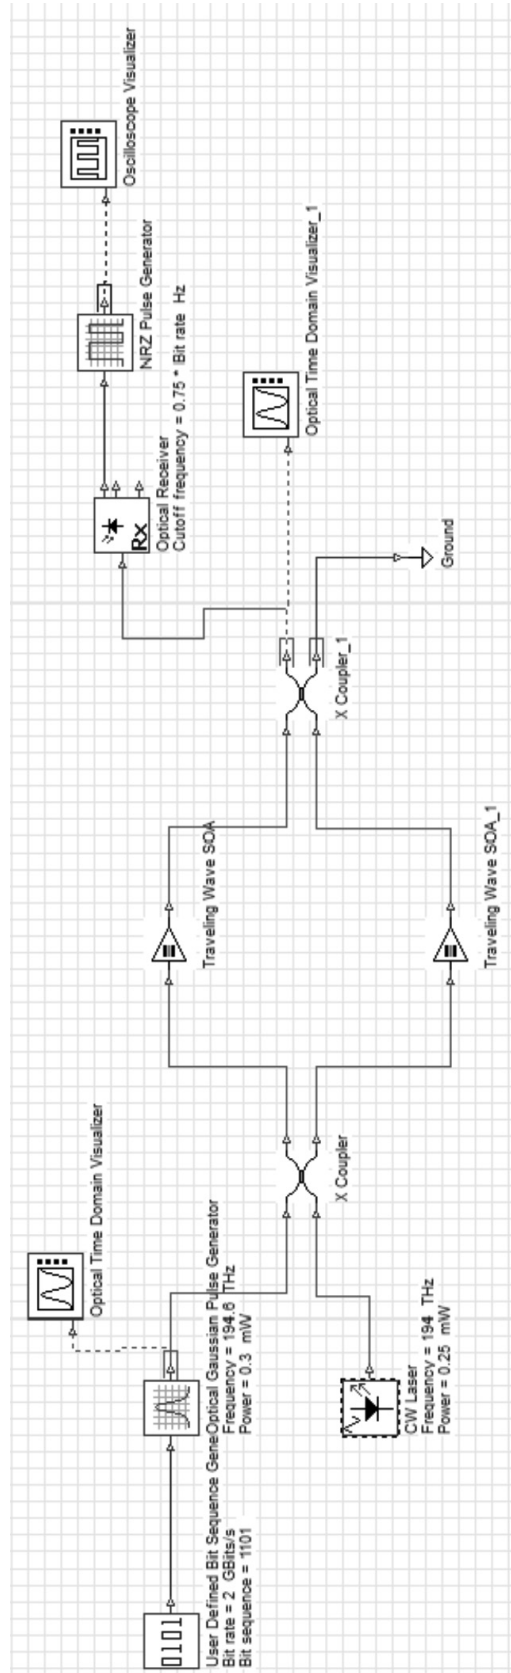 0101
User Defined Bit Sequence Gene
Bit rate = 2 GBits/s
Bit sequence = 1101
Optical Gaussian Pulse Generator
Frequency = 194.6 THz
Power = 0.3 mW
Optical Time Domain Visualizer
CW Laser
Frequency = 194 THz
Power = 0.25 mW
X Coupler
Traveling Wave SOA
Traveling Wave SOA_1
X Coupler_1
Ground
Rx
Optical Receiver
Cutoff frequency = 0.75 * Bit rate Hz
Optical Time Domain Visualizer_1
NRZ Pulse Generator
Oscilloscope Visualizer